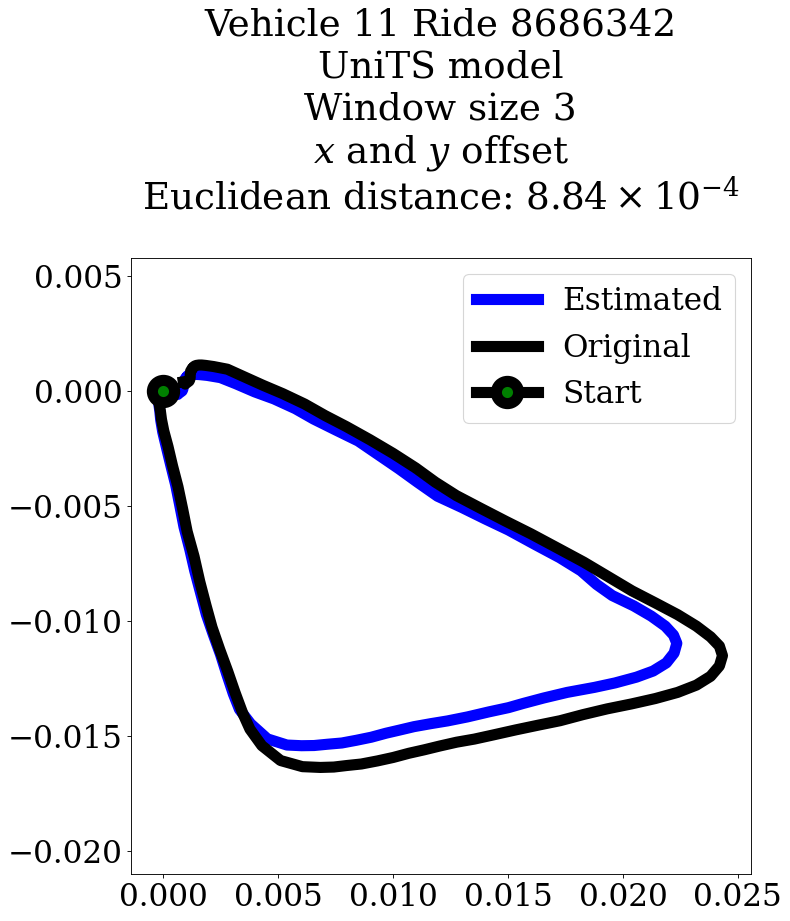 Vehicle 11 Ride 8686342
UniTS model
Window size 3
x and y offset
Euclidean distance: 8.84 × 10⁻⁴
Estimated
Original
Start
0.005
0.000
−0.005
−0.010
−0.015
−0.020
0.000 0.005 0.010 0.015 0.020 0.025